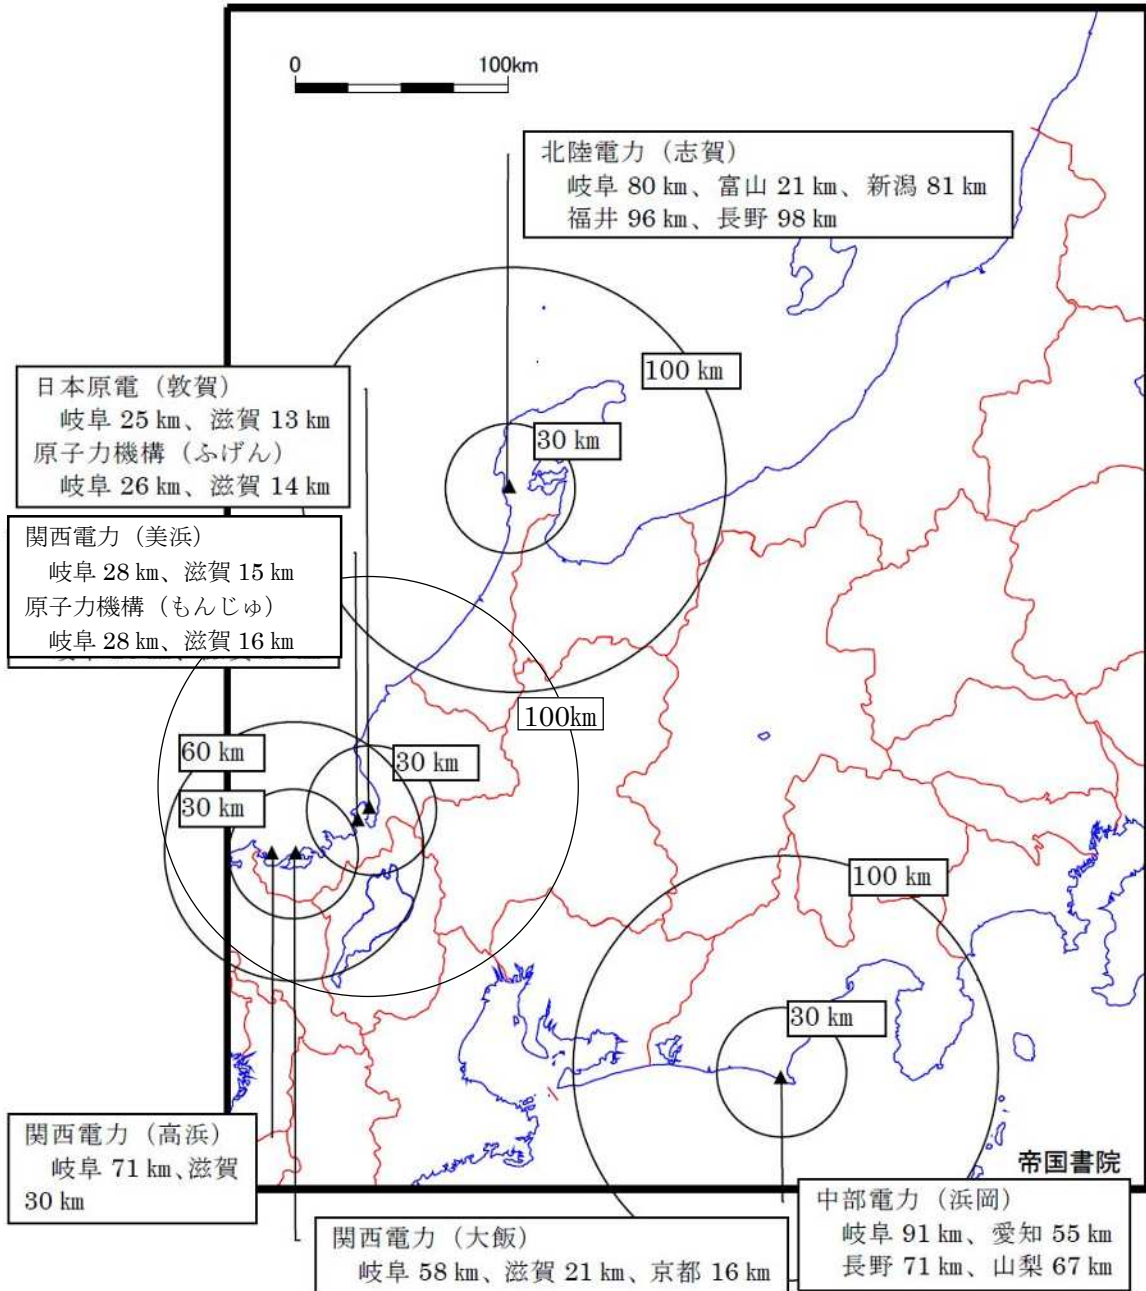 0 100km
北陸電力（志賀）
岐阜 80 ㎞、富山 21 ㎞、新潟 81 ㎞
福井 96 ㎞、長野 98 ㎞
100 ㎞
30 ㎞
日本原電（敦賀）
岐阜 25 ㎞、滋賀 13 ㎞
原子力機構（ふげん）
岐阜 26 ㎞、滋賀 14 ㎞
関西電力（美浜）
岐阜 28 ㎞、滋賀 15 ㎞
原子力機構（もんじゅ）
岐阜 28 ㎞、滋賀 16 ㎞
100㎞
60 ㎞
30 ㎞
30 ㎞
100 ㎞
30 ㎞
関西電力（高浜）
岐阜 71 ㎞、滋賀
30 ㎞
帝国書院
中部電力（浜岡）
岐阜 91 ㎞、愛知 55 ㎞
長野 71 ㎞、山梨 67 ㎞
関西電力（大飯）
岐阜 58 ㎞、滋賀 21 ㎞、京都 16 ㎞